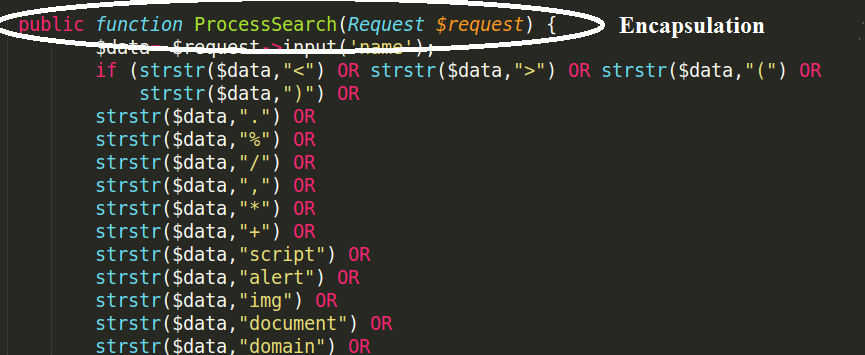 public function ProcessSearch(Request $request) { Encapsulation
$data = $request->input('name');
if (strstr($data,"<") OR strstr($data,">") OR strstr($data,"(") OR
strstr($data,")") OR
strstr($data,".") OR
strstr($data,"%") OR
strstr($data,"/") OR
strstr($data,",") OR
strstr($data,"*") OR
strstr($data,"+") OR
strstr($data,"script") OR
strstr($data,"alert") OR
strstr($data,"img") OR
strstr($data,"document") OR
strstr($data,"domain") OR